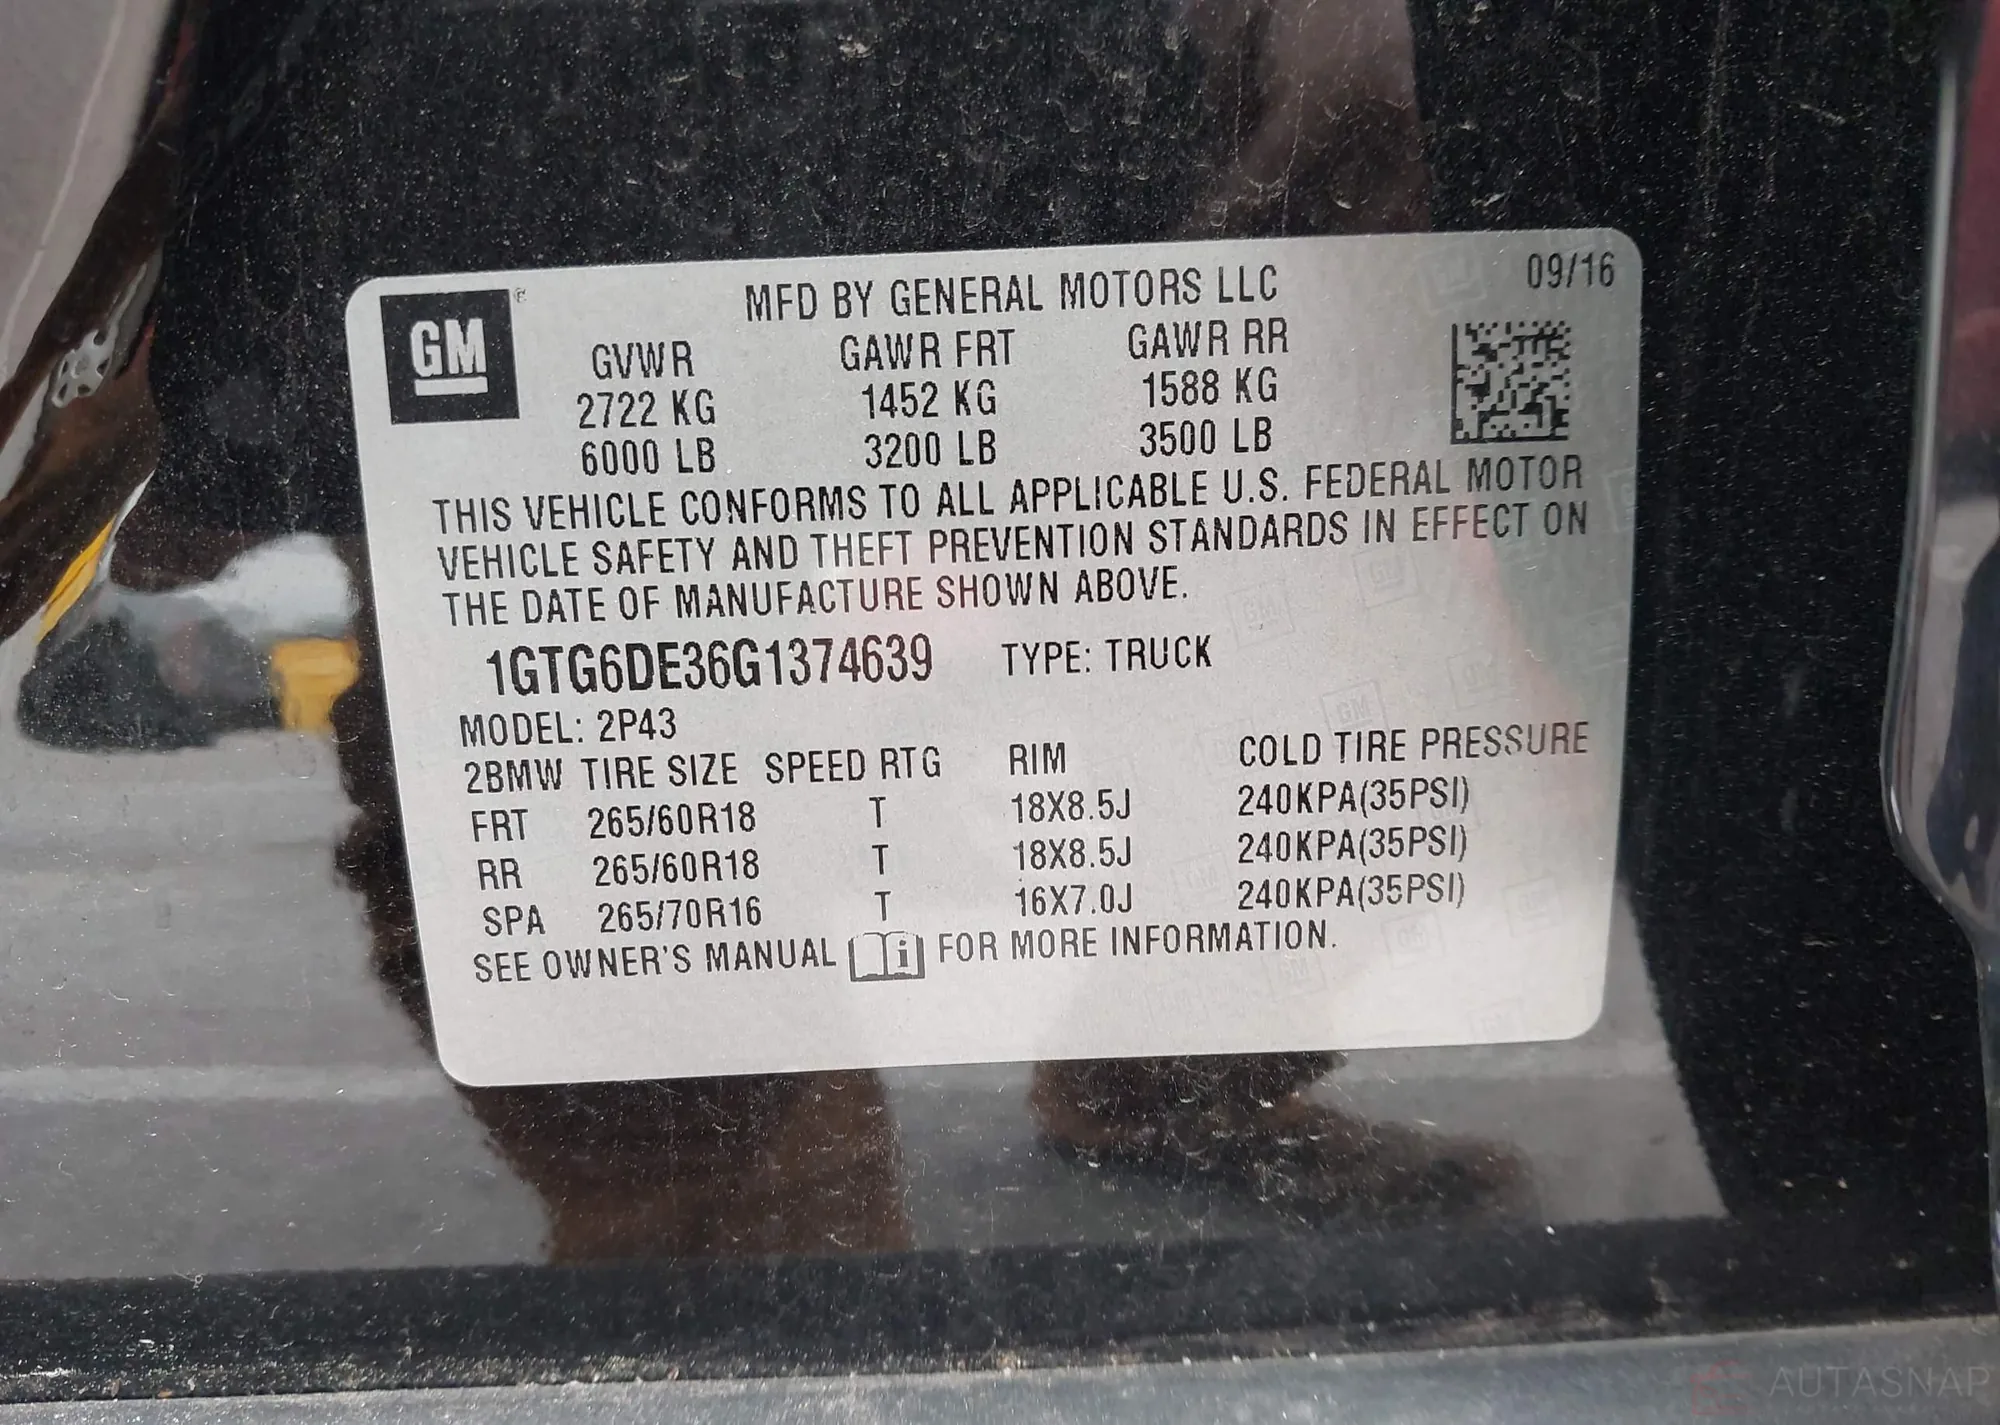 GM
MFD BY GENERAL MOTORS LLC
09/16
GVWR GAWR FRT GAWR RR
2722 KG 1452 KG 1588 KG
6000 LB 3200 LB 3500 LB
THIS VEHICLE CONFORMS TO ALL APPLICABLE U.S. FEDERAL MOTOR
VEHICLE SAFETY AND THEFT PREVENTION STANDARDS IN EFFECT ON
THE DATE OF MANUFACTURE SHOWN ABOVE.
1GTG6DE36G1374639 TYPE: TRUCK
MODEL: 2P43
2BMW TIRE SIZE SPEED RTG RIM COLD TIRE PRESSURE
FRT 265/60R18 T 18X8.5J 240KPA(35PSI)
RR 265/60R18 T 18X8.5J 240KPA(35PSI)
SPA 265/70R16 T 16X7.0J 240KPA(35PSI)
SEE OWNER'S MANUAL i FOR MORE INFORMATION.
AUTASNAP